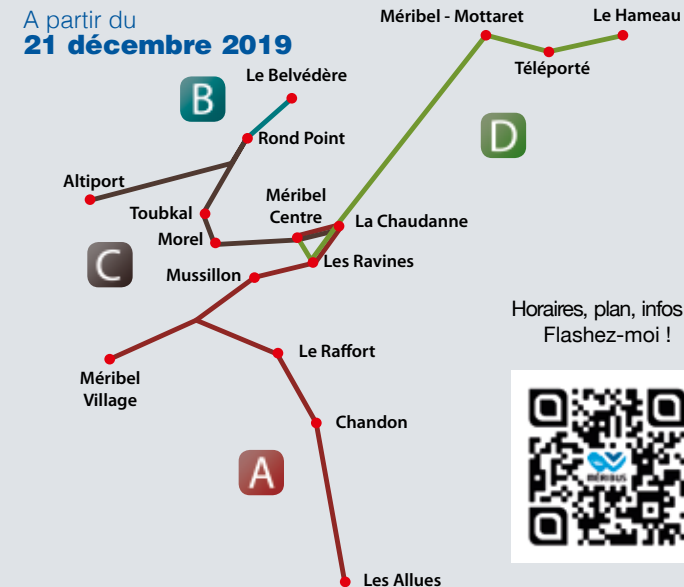 A partir du
21 décembre 2019
Méribel - Mottaret
Le Hameau
Téléporté
Le Belvédère
B
Rond Point
D
Altiport
Toubkal
Méribel
Centre
La Chaudanne
Morel
C
Les Ravines
Mussillon
Horaires, plan, infos
Flashez-moi !
Le Raffort
Méribel
Village
Chandon
A
MÉRIBUS
Les Allues